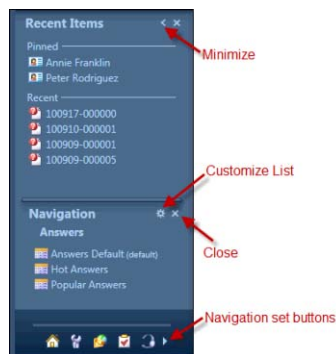 Recent Items
Minimize
Pinned
Annie Franklin
Peter Rodriguez
Recent
100917-000000
100910-000001
100909-000001
100909-000005
Customize List
Navigation
Close
Answers
Answers Default (default)
Hot Answers
Popular Answers
Navigation set buttons